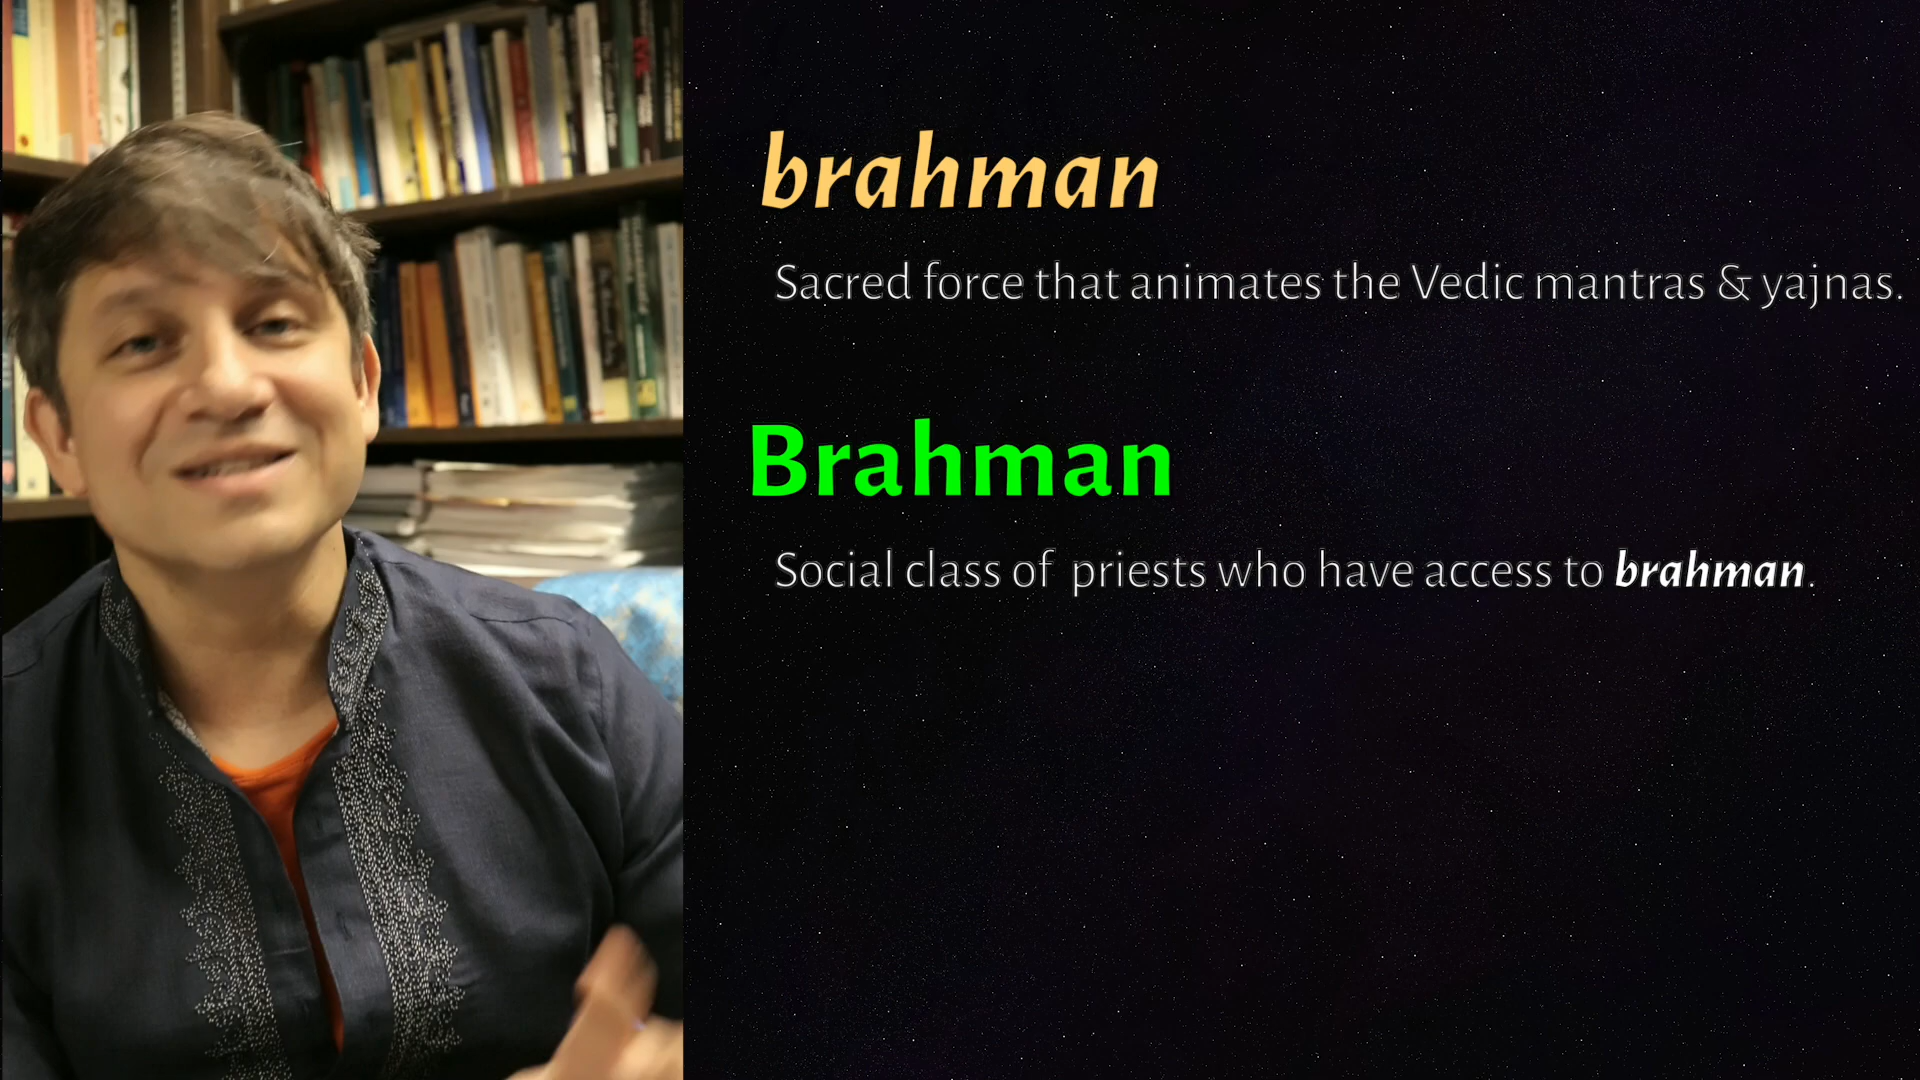 brahman
Sacred force that animates the Vedic mantras & yajnas.
Brahman
Social class of priests who have access to brahman.